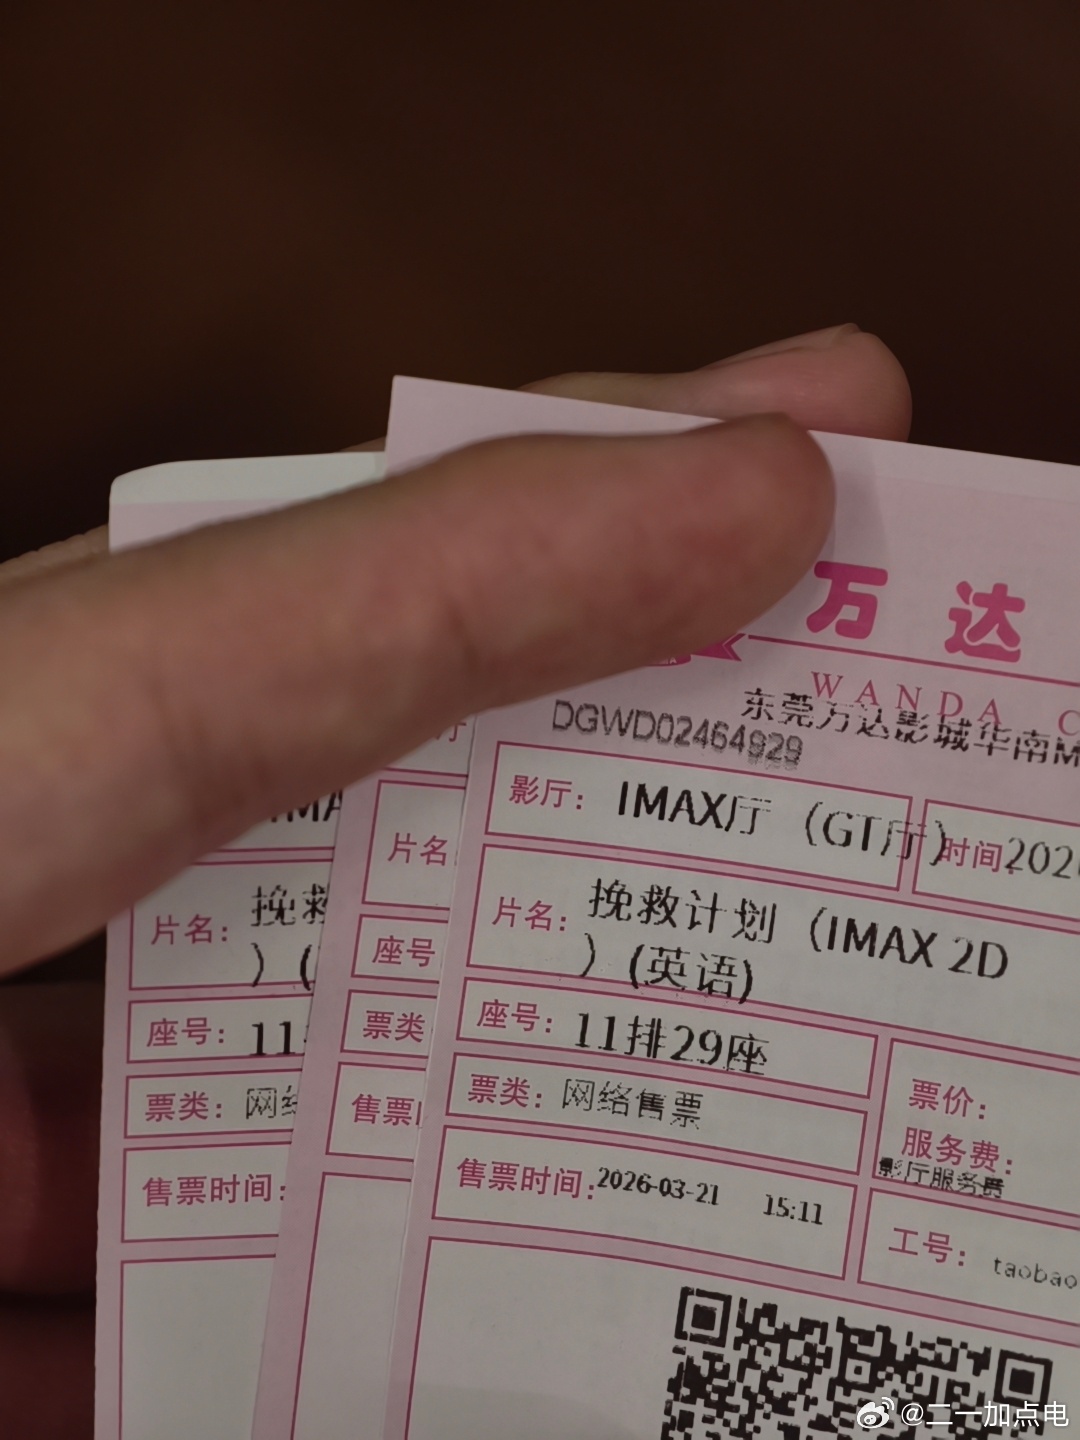 万达
WANDA C
东莞万达影城华南M
DGWD02464929
影厅： IMAX厅（GT厅）
时间：202
片名： 挽救计划（IMAX 2D
）(英语)
座号： 11排29座
票类： 网络售票
票价：
服务费：
影厅服务费
售票时间：2026-03-21 15:11
工号： taobao
厅
片名
座号
票类
售票
IMA
片名： 挽救
）(
座号： 11
票类： 网络
售票时间：
@二一加点电